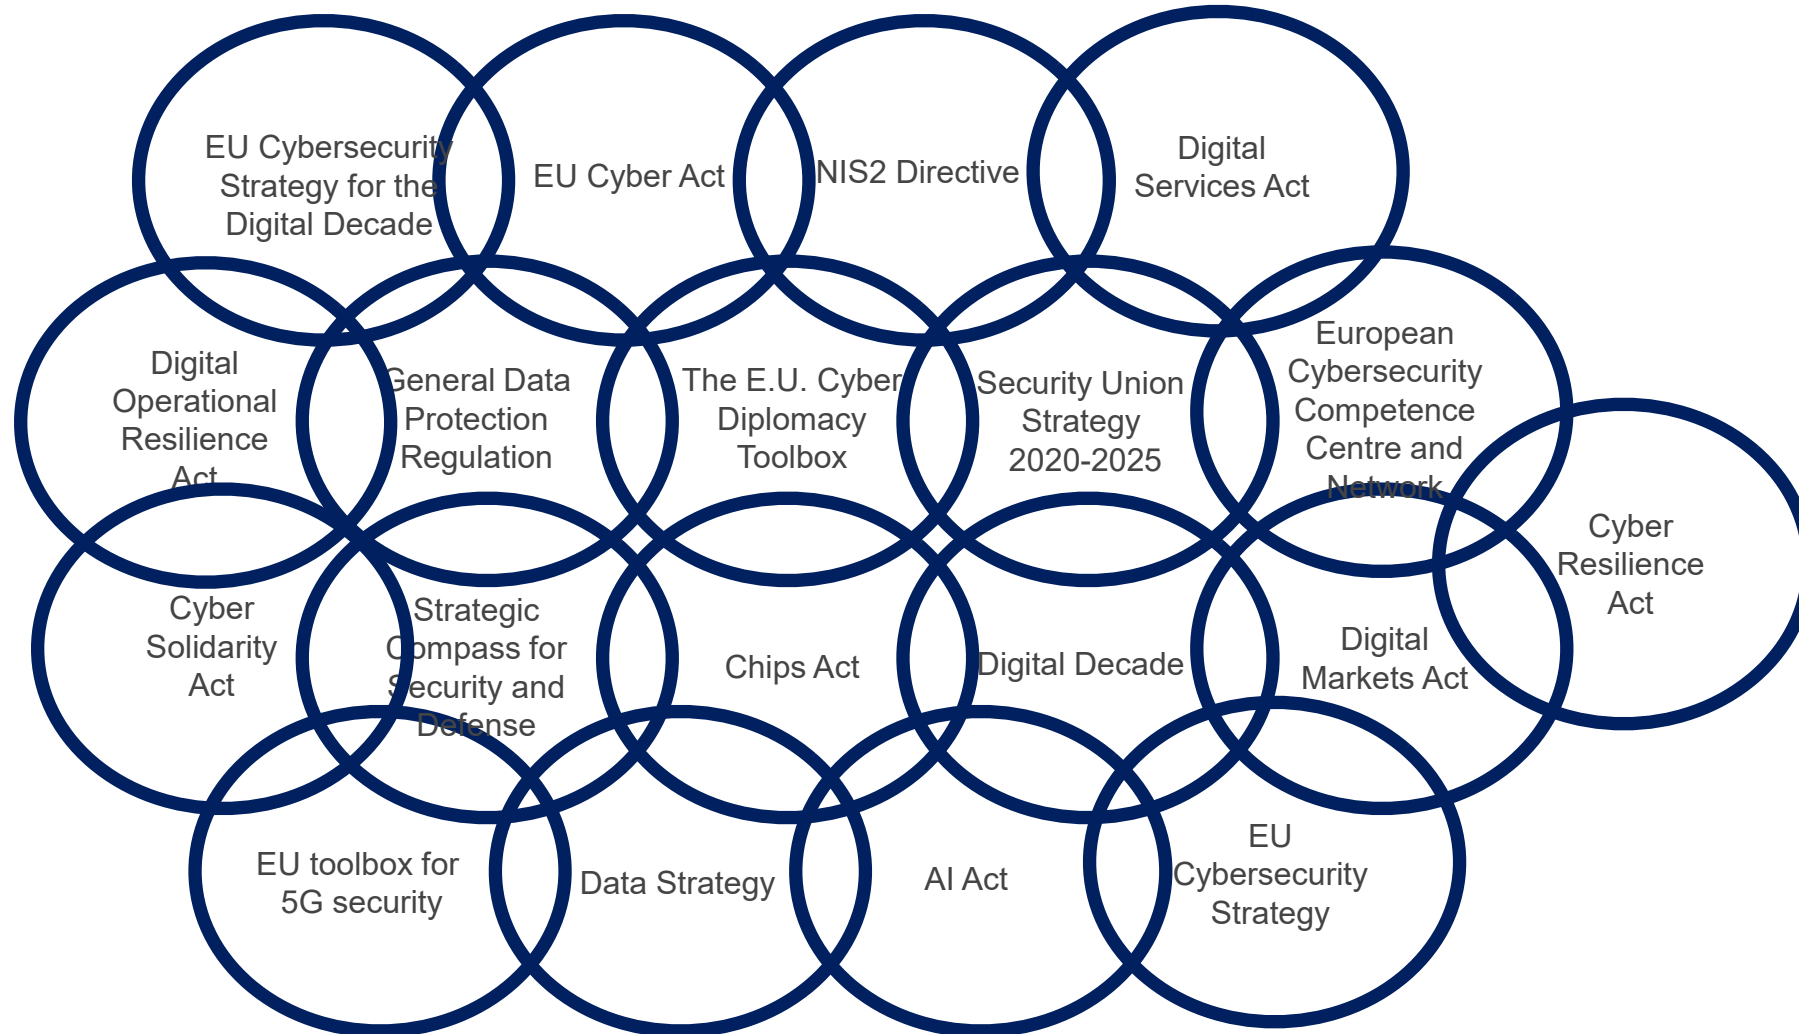 EU Cybersecurity
Strategy for the
Digital Decade
EU Cyber Act
NIS2 Directive
Digital
Services Act
Digital
Operational
Resilience
Act
General Data
Protection
Regulation
The E.U. Cyber
Diplomacy
Toolbox
Security Union
Strategy
2020-2025
European
Cybersecurity
Competence
Centre and
Network
Cyber
Resilience
Act
Cyber
Solidarity
Act
Strategic
Compass for
Security and
Defense
Chips Act
Digital Decade
Digital
Markets Act
EU toolbox for
5G security
Data Strategy
AI Act
EU
Cybersecurity
Strategy